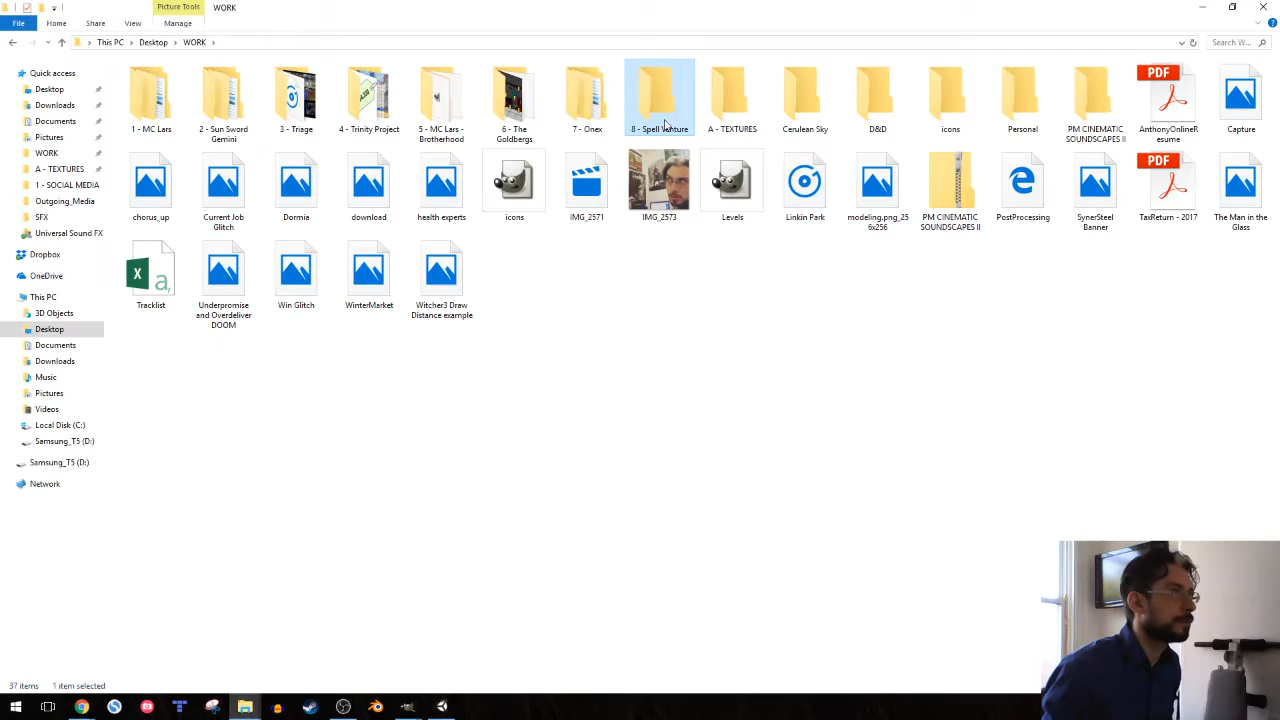 Picture Tools
WORK
File
Home
Share
View
Manage
This PC
Desktop
WORK
Search W...
Quick access
Desktop
Downloads
Documents
Pictures
WORK
A - TEXTURES
1 - SOCIAL MEDIA
Outgoing_Media
SFX
Universal Sound FX
Dropbox
OneDrive
This PC
3D Objects
Desktop
Documents
Downloads
Music
Pictures
Videos
Local Disk (C:)
Samsung_T5 (D:)
Samsung_T5 (D:)
Network
1 - MC Lars
2 - Sun Sword
Gemini
3 - Triage
4 - Trinity Project
5 - MC Lars -
Brotherhood
6 - The
Goldbergs
7 - Onex
8 - Spell Venture
A - TEXTURES
Cerulean Sky
D&D
icons
Personal
PM CINEMATIC
SOUNDSCAPES II
PDF
AnthonyOnlineR
esume
Capture
chorus_up
Current Job
Glitch
Dormia
download
health experts
icons
IMG_2571
IMG_2573
Levels
Linkin Park
modeling.png_25
6x256
PM CINEMATIC
SOUNDSCAPES II
PostProcessing
SynerSteel
Banner
PDF
TaxReturn - 2017
The Man in the
Glass
X a,
Tracklist
Underpromise
and Overdeliver
DOOM
Win Glitch
WinterMarket
Witcher3 Draw
Distance example
37 items
1 item selected